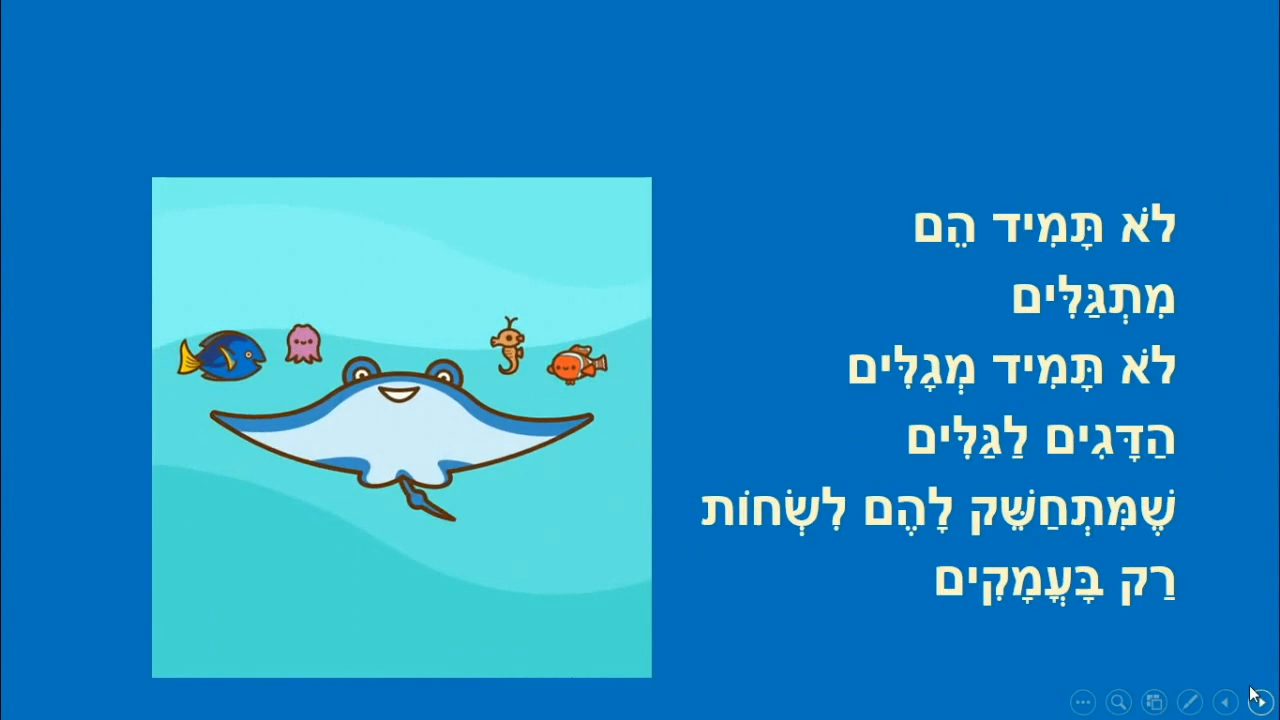 לֹא תָּמִיד הֵם
מִתְגַּלִּים
לֹא תָּמִיד מְגָלִּים
הַדָּגִים לַגַּלִּים
שֶׁמִּתְחַשֵּׁק לָהֶם לִשְׂחוֹת
רַק בָּעֲמָקִים